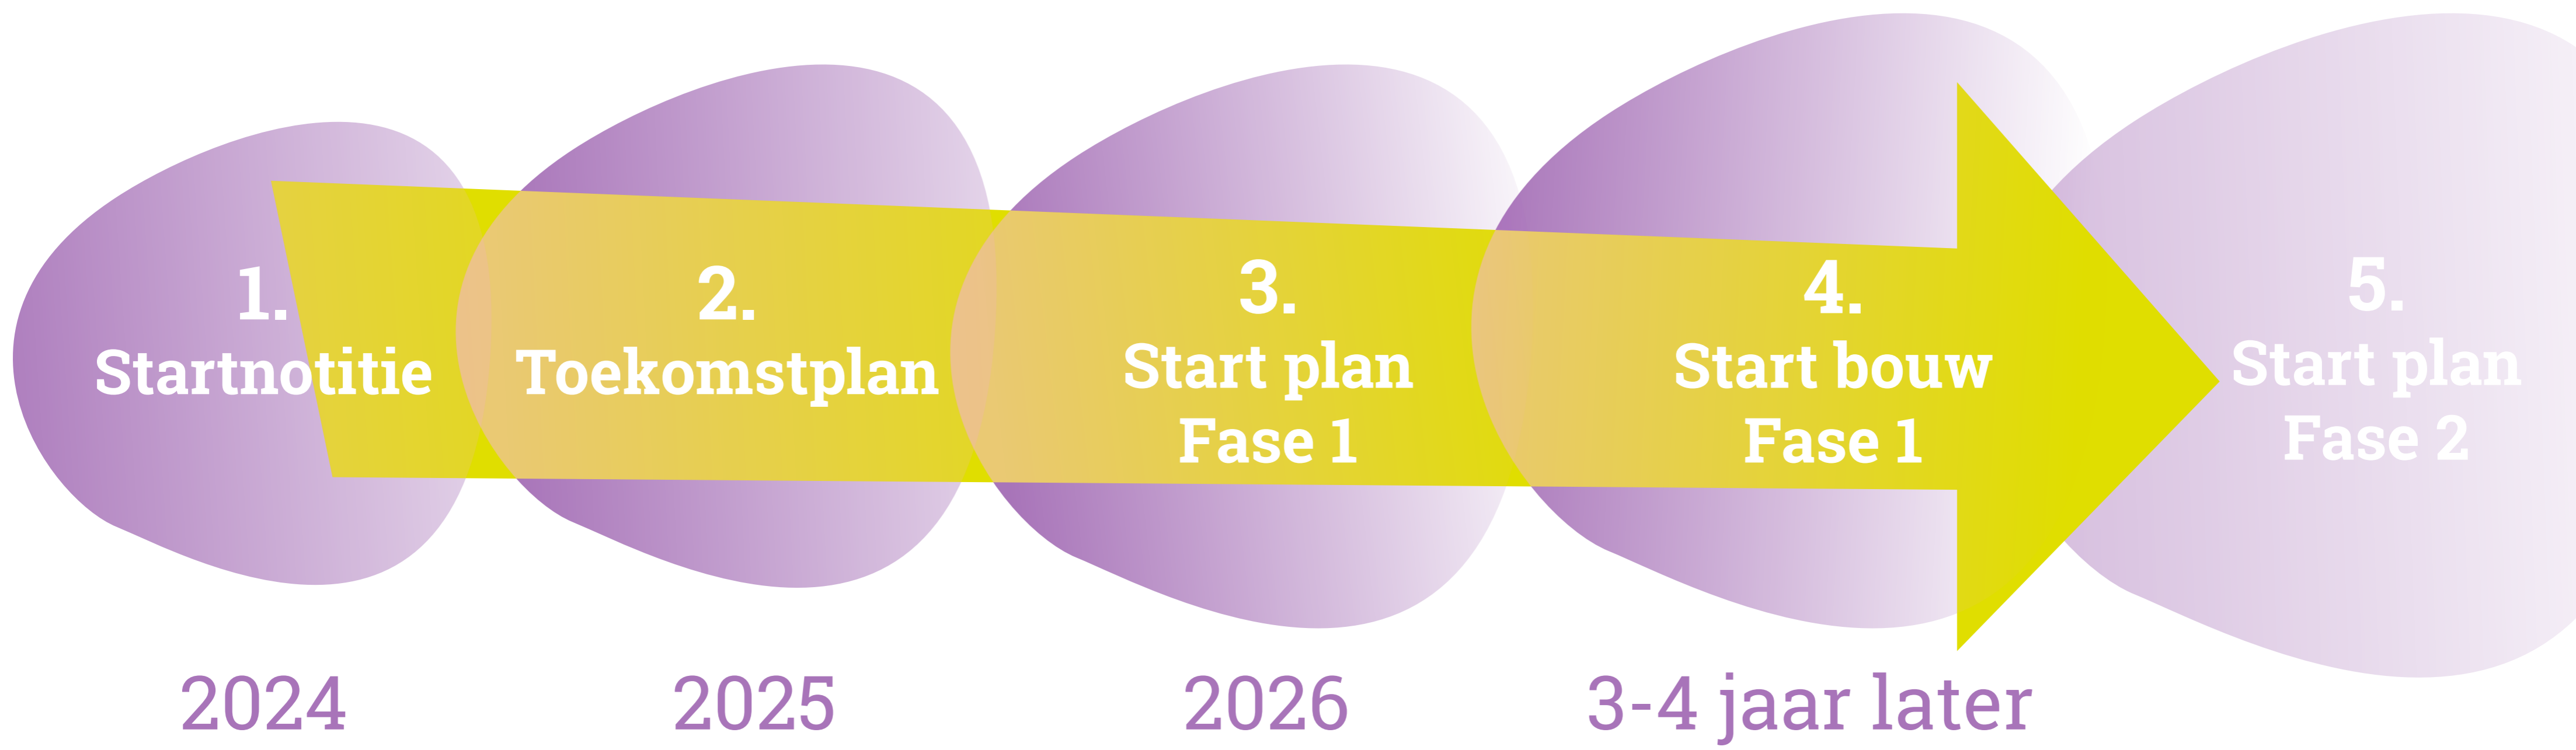 1.
Startnotitie
2.
Toekomstplan
3.
Start plan
Fase 1
4.
Start bouw
Fase 1
5.
Start plan
Fase 2
2024
2025
2026
3-4 jaar later